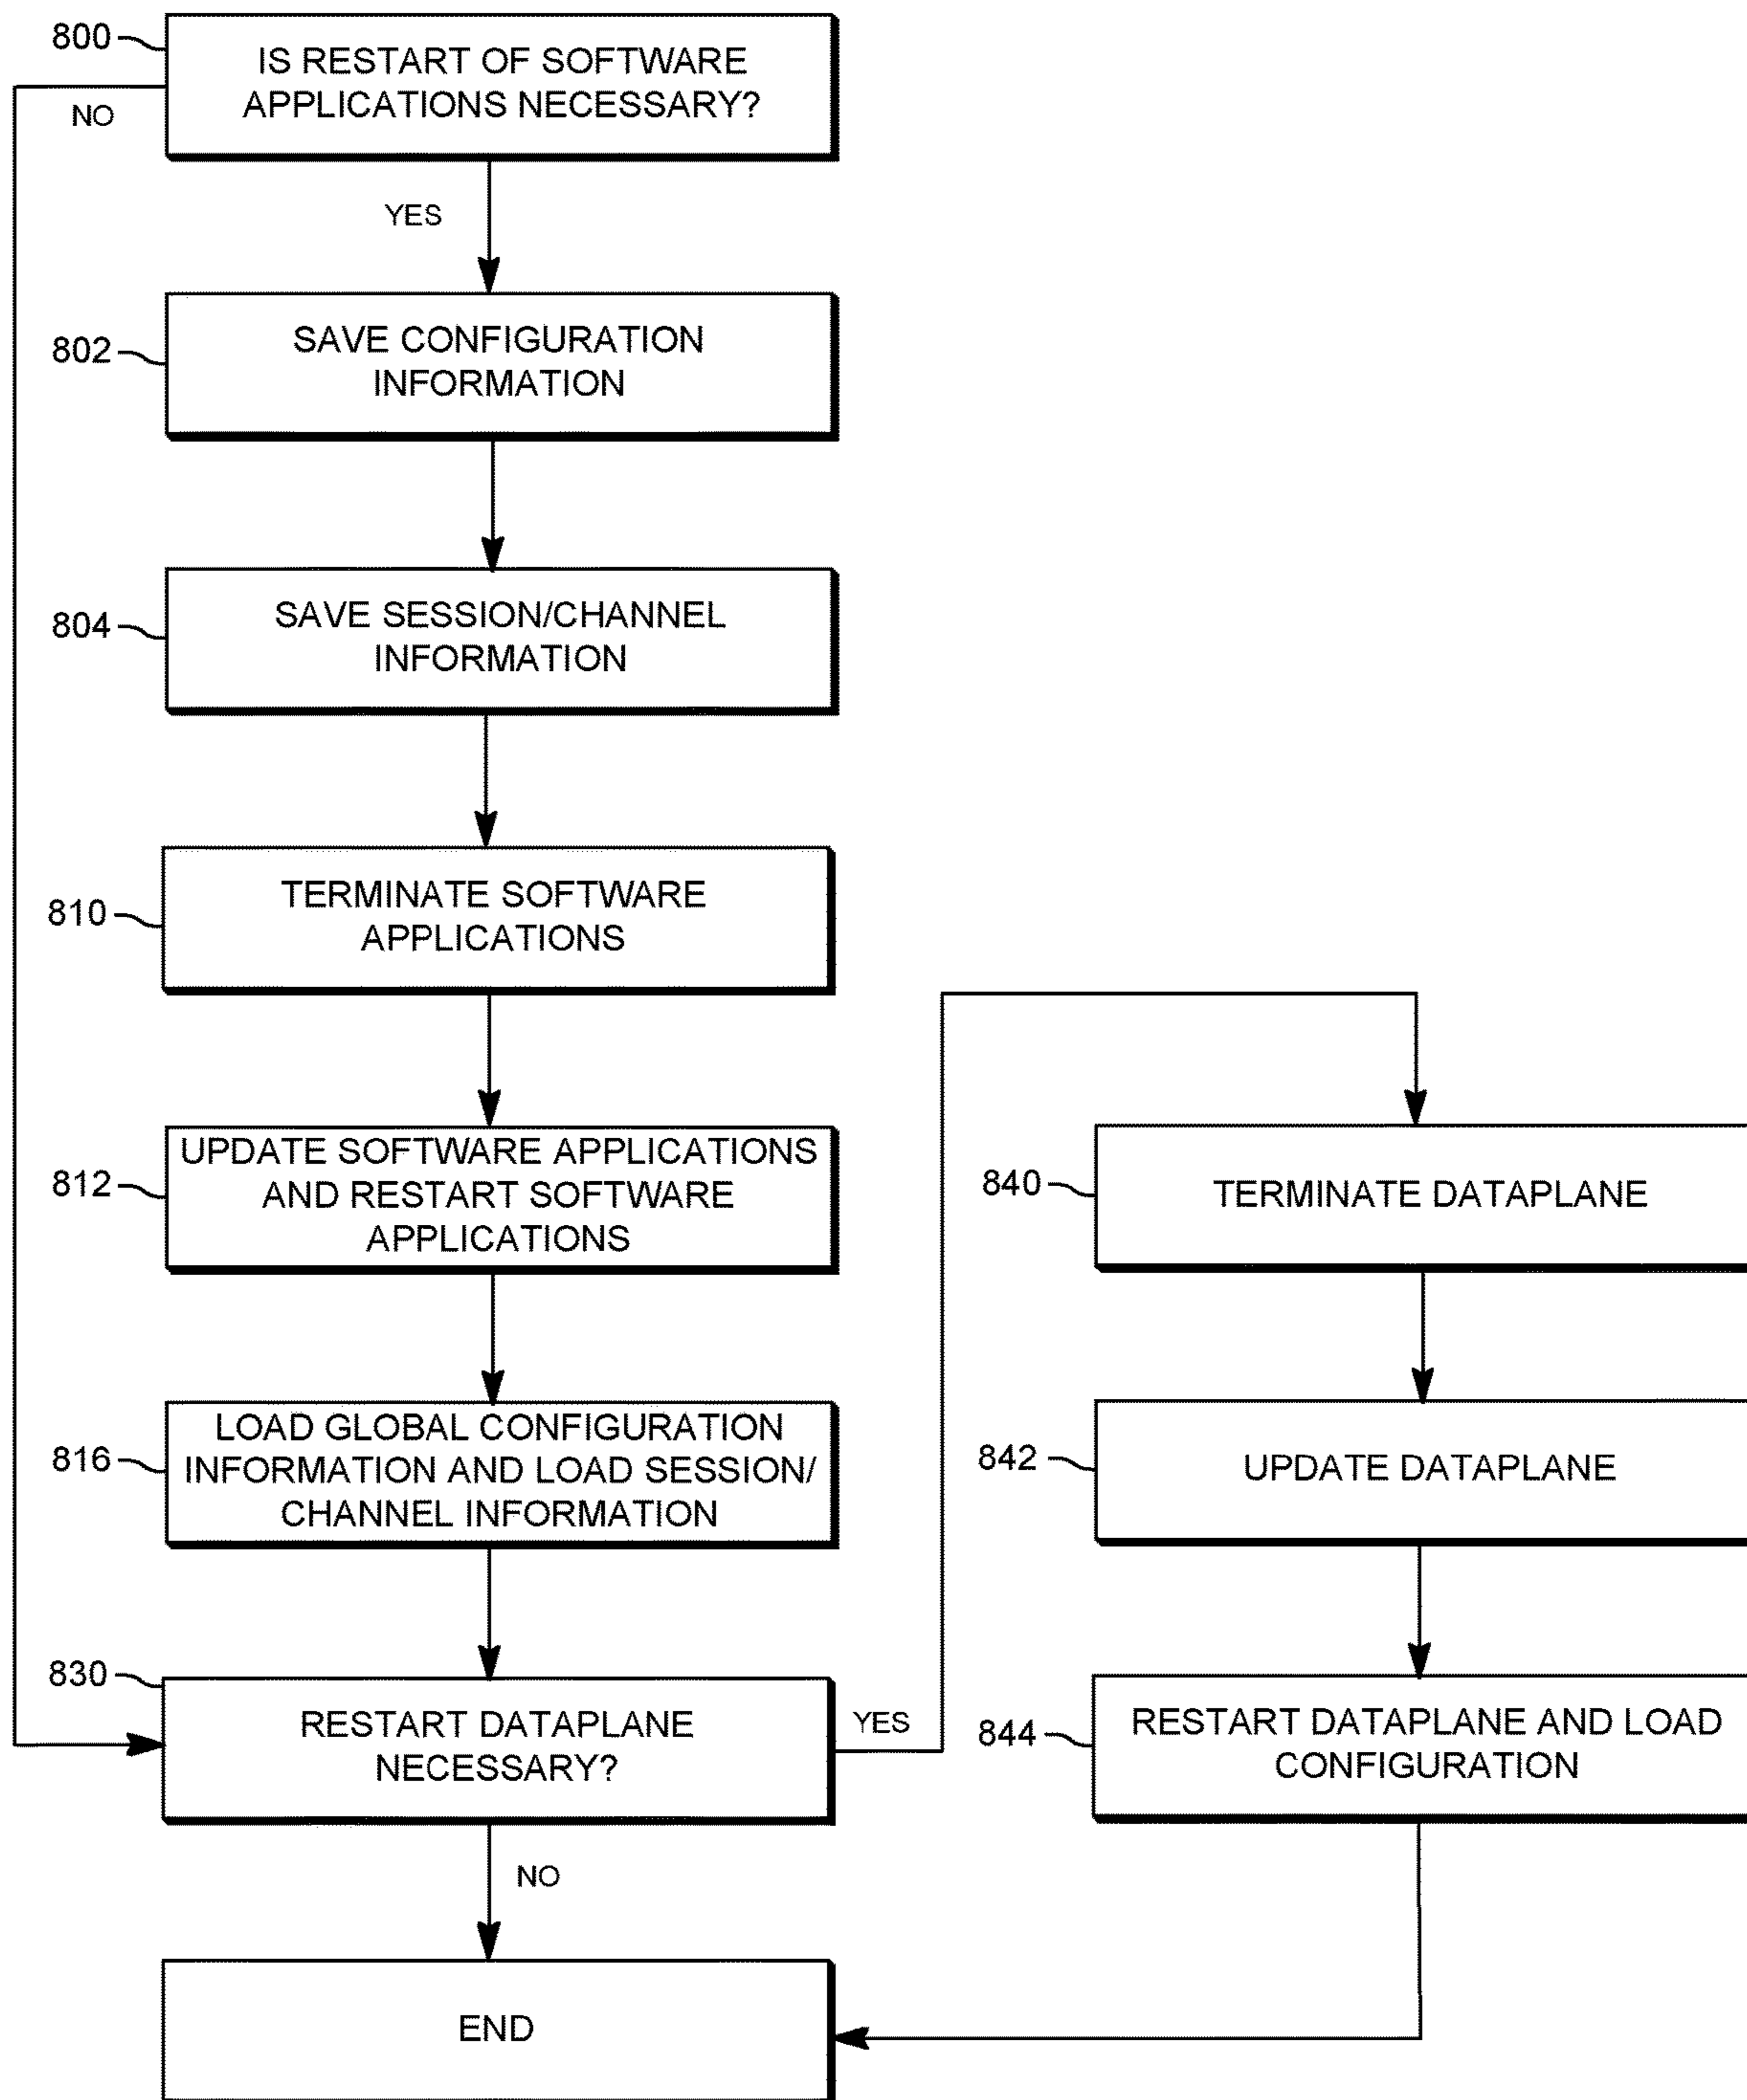 800
IS RESTART OF SOFTWARE
APPLICATIONS NECESSARY?
NO
YES
802
SAVE CONFIGURATION
INFORMATION
804
SAVE SESSION/CHANNEL
INFORMATION
810
TERMINATE SOFTWARE
APPLICATIONS
812
UPDATE SOFTWARE APPLICATIONS
AND RESTART SOFTWARE
APPLICATIONS
816
LOAD GLOBAL CONFIGURATION
INFORMATION AND LOAD SESSION/
CHANNEL INFORMATION
830
RESTART DATAPLANE
NECESSARY?
YES
NO
END
840
TERMINATE DATAPLANE
842
UPDATE DATAPLANE
844
RESTART DATAPLANE AND LOAD
CONFIGURATION